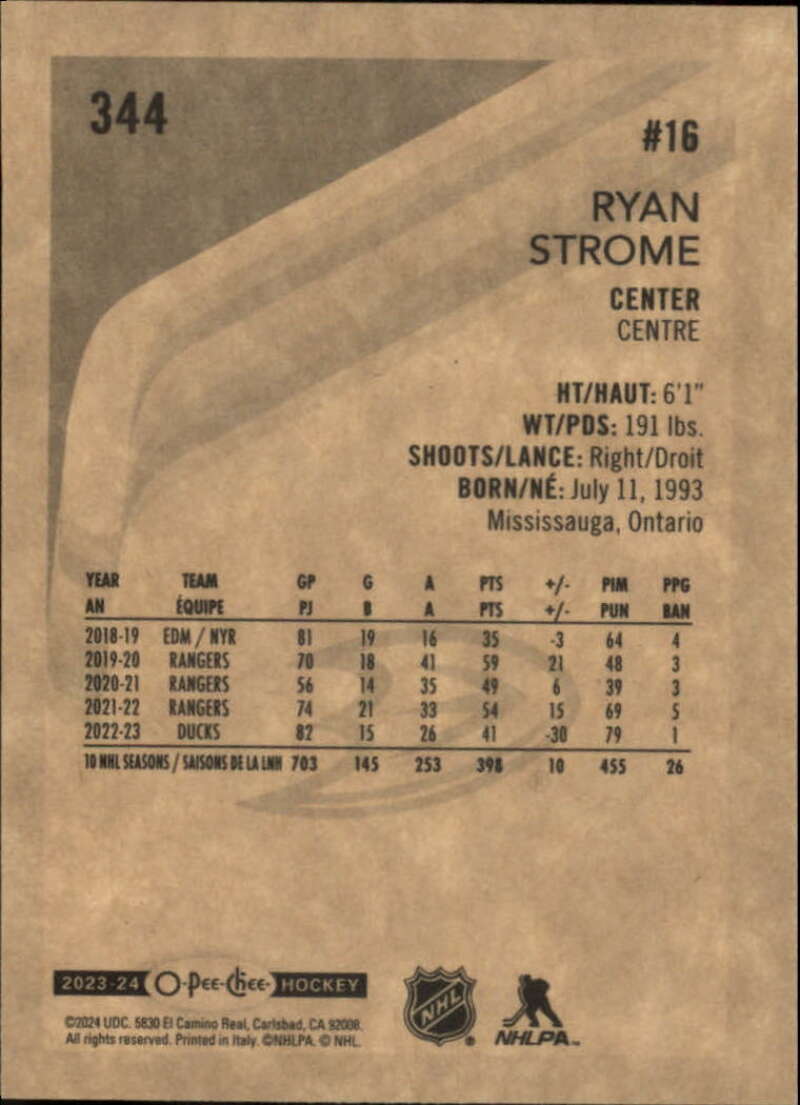 344
#16
RYAN
STROME
CENTER
CENTRE
HT/HAUT: 6'1"
WT/PDS: 191 lbs.
SHOOTS/LANCE: Right/Droit
BORN/NÉ: July 11, 1993
Mississauga, Ontario
YEAR TEAM GP G A PTS +/- PIM PPG
AN ÉQUIPE PJ B A PTS +/- PUN BAN
2018-19 EDM / NYR 81 19 16 35 -3 64 4
2019-20 RANGERS 70 18 41 59 21 48 3
2020-21 RANGERS 56 14 35 49 6 39 3
2021-22 RANGERS 74 21 33 54 15 69 5
2022-23 DUCKS 82 15 26 41 -30 79 1
10 NHL SEASONS / SAISONS DE LA LNH 703 145 253 398 10 455 26
2023-24 O-Pee-Chee HOCKEY
©2024 UDC. 5830 El Camino Real, Carlsbad, CA 92008.
All rights reserved. Printed in Italy. ©NHLPA. © NHL.
NHL
NHLPA